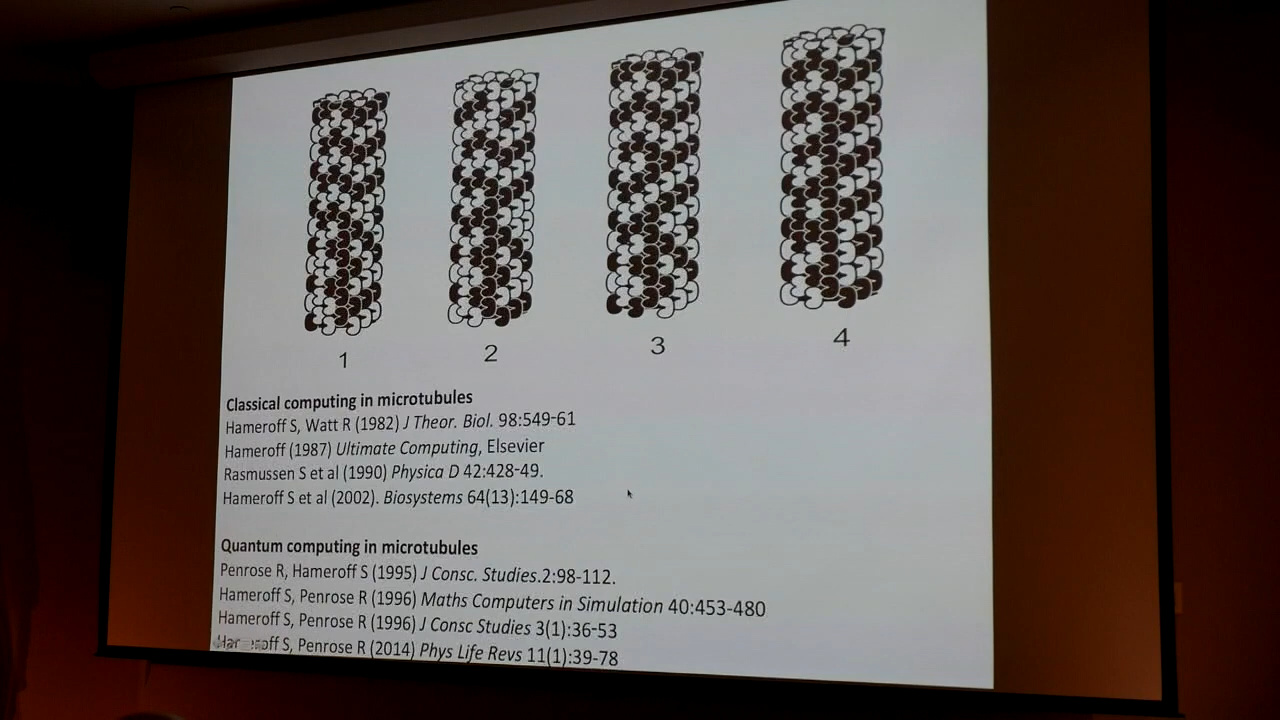 1 2 3 4
Classical computing in microtubules
Hameroff S, Watt R (1982) J Theor. Biol. 98:549-61
Hameroff (1987) Ultimate Computing, Elsevier
Rasmussen S et al (1990) Physica D 42:428-49.
Hameroff S et al (2002). Biosystems 64(13):149-68
Quantum computing in microtubules
Penrose R, Hameroff S (1995) J Consc. Studies.2:98-112.
Hameroff S, Penrose R (1996) Maths Computers in Simulation 40:453-480
Hameroff S, Penrose R (1996) J Consc Studies 3(1):36-53
Hameroff S, Penrose R (2014) Phys Life Revs 11(1):39-78